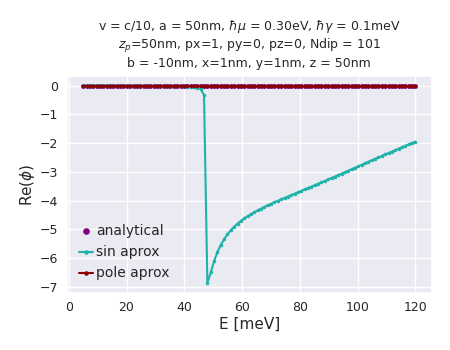 v = c/10, a = 50nm, ℏμ = 0.30eV, ℏγ = 0.1meV
z_p=50nm, px=1, py=0, pz=0, Ndip = 101
b = -10nm, x=1nm, y=1nm, z = 50nm
Re(ϕ)
0
−1
−2
−3
−4
−5
−6
−7
analytical
sin aprox
pole aprox
0 20 40 60 80 100 120
E [meV]